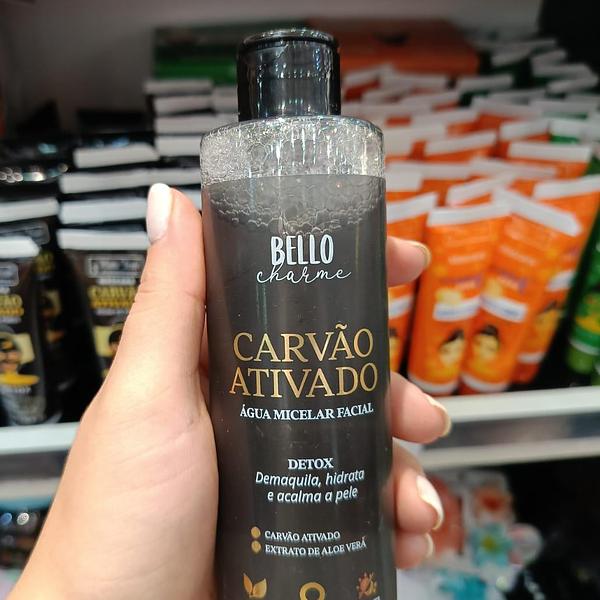 BELLO
charme
CARVÃO
ATIVADO
ÁGUA MICELAR FACIAL
DETOX
Demaquila, hidrata
e acalma a pele
CARVÃO ATIVADO
EXTRATO DE ALOE VERA